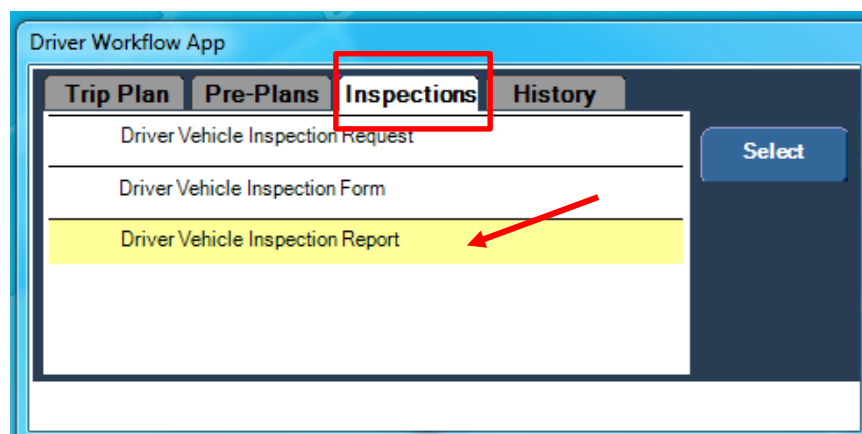 Driver Workflow App
Trip Plan Pre-Plans Inspections History
Driver Vehicle Inspection Request
Select
Driver Vehicle Inspection Form
Driver Vehicle Inspection Report